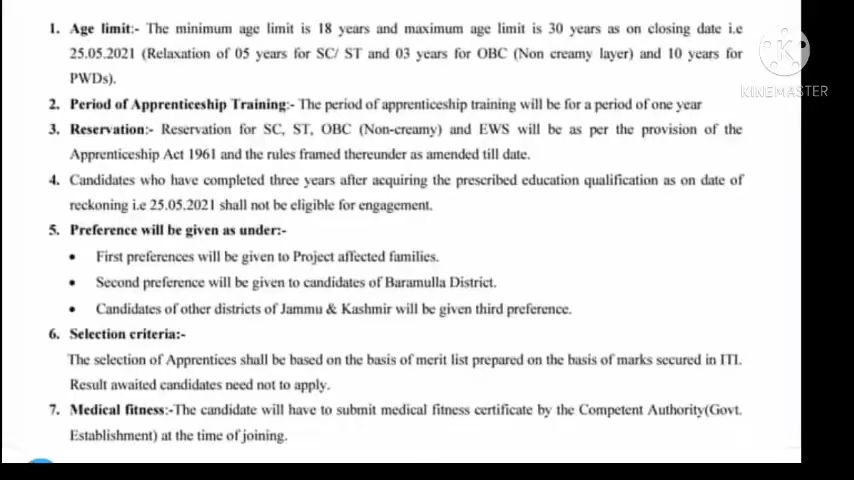 1. Age limit:- The minimum age limit is 18 years and maximum age limit is 30 years as on closing date i.e
25.05.2021 (Relaxation of 05 years for SC/ ST and 03 years for OBC (Non creamy layer) and 10 years for
PWDs).
KINEMASTER
2. Period of Apprenticeship Training:- The period of apprenticeship training will be for a period of one year
3. Reservation:- Reservation for SC, ST, OBC (Non-creamy) and EWS will be as per the provision of the
Apprenticeship Act 1961 and the rules framed thereunder as amended till date.
4. Candidates who have completed three years after acquiring the prescribed education qualification as on date of
reckoning i.e 25.05.2021 shall not be eligible for engagement.
5. Preference will be given as under:-
• First preferences will be given to Project affected families.
• Second preference will be given to candidates of Baramulla District.
• Candidates of other districts of Jammu & Kashmir will be given third preference.
6. Selection criteria:-
The selection of Apprentices shall be based on the basis of merit list prepared on the basis of marks secured in ITI.
Result awaited candidates need not to apply.
7. Medical fitness:-The candidate will have to submit medical fitness certificate by the Competent Authority(Govt.
Establishment) at the time of joining.